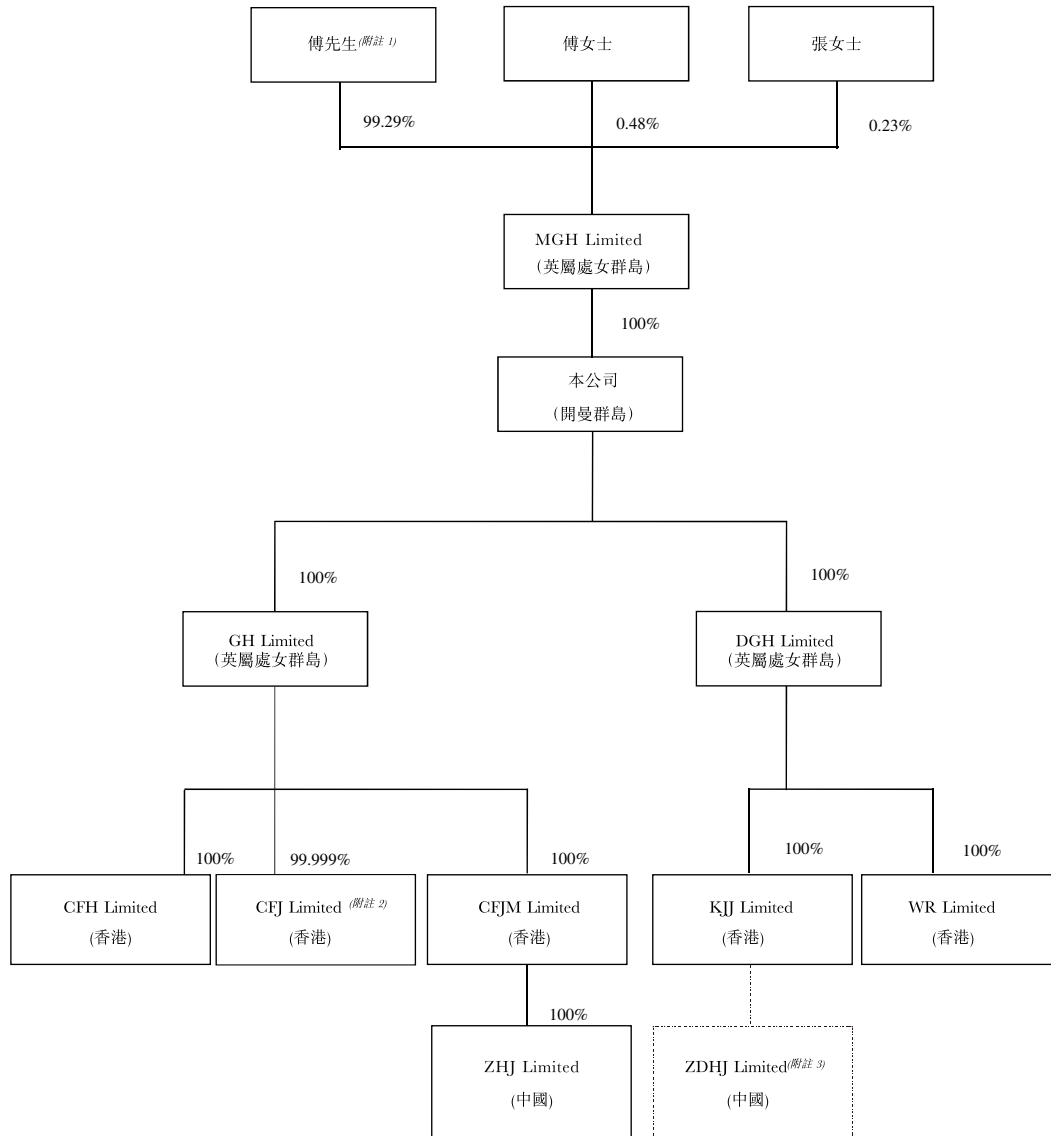 傅先生(附註 1)
傅女士
張女士
99.29%
0.48%
0.23%
MGH Limited
(英屬處女群島)
100%
本公司
(開曼群島)
100%
100%
GH Limited
(英屬處女群島)
DGH Limited
(英屬處女群島)
100%
99.999%
100%
100%
100%
CFH Limited
(香港)
CFJ Limited (附註 2)
(香港)
CFJM Limited
(香港)
KJJ Limited
(香港)
WR Limited
(香港)
100%
ZHJ Limited
(中國)
ZDHJ Limited(附註 3)
(中國)